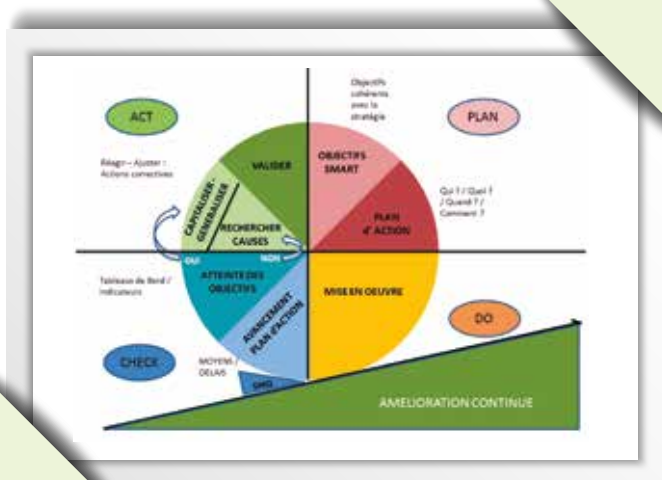 ACT
Réagir – Ajuster :
Actions correctives
VALIDER
CAPITALISER-
GENERALISER
RECHERCHER
CAUSES
Objectifs
cohérents
avec la
stratégie
PLAN
OBJECTIFS
SMART
PLAN
d' ACTION
Qui ? / Quoi ?
/ Quand ? /
Comment ?
OUI
NON
ATTEINTE DES
OBJECTIFS
Tableaux de Bord /
Indicateurs
AVANCEMENT
PLAN d'ACTION
MISE EN OEUVRE
DO
CHECK
MOYENS /
DELAIS
SMQ
AMELIORATION CONTINUE